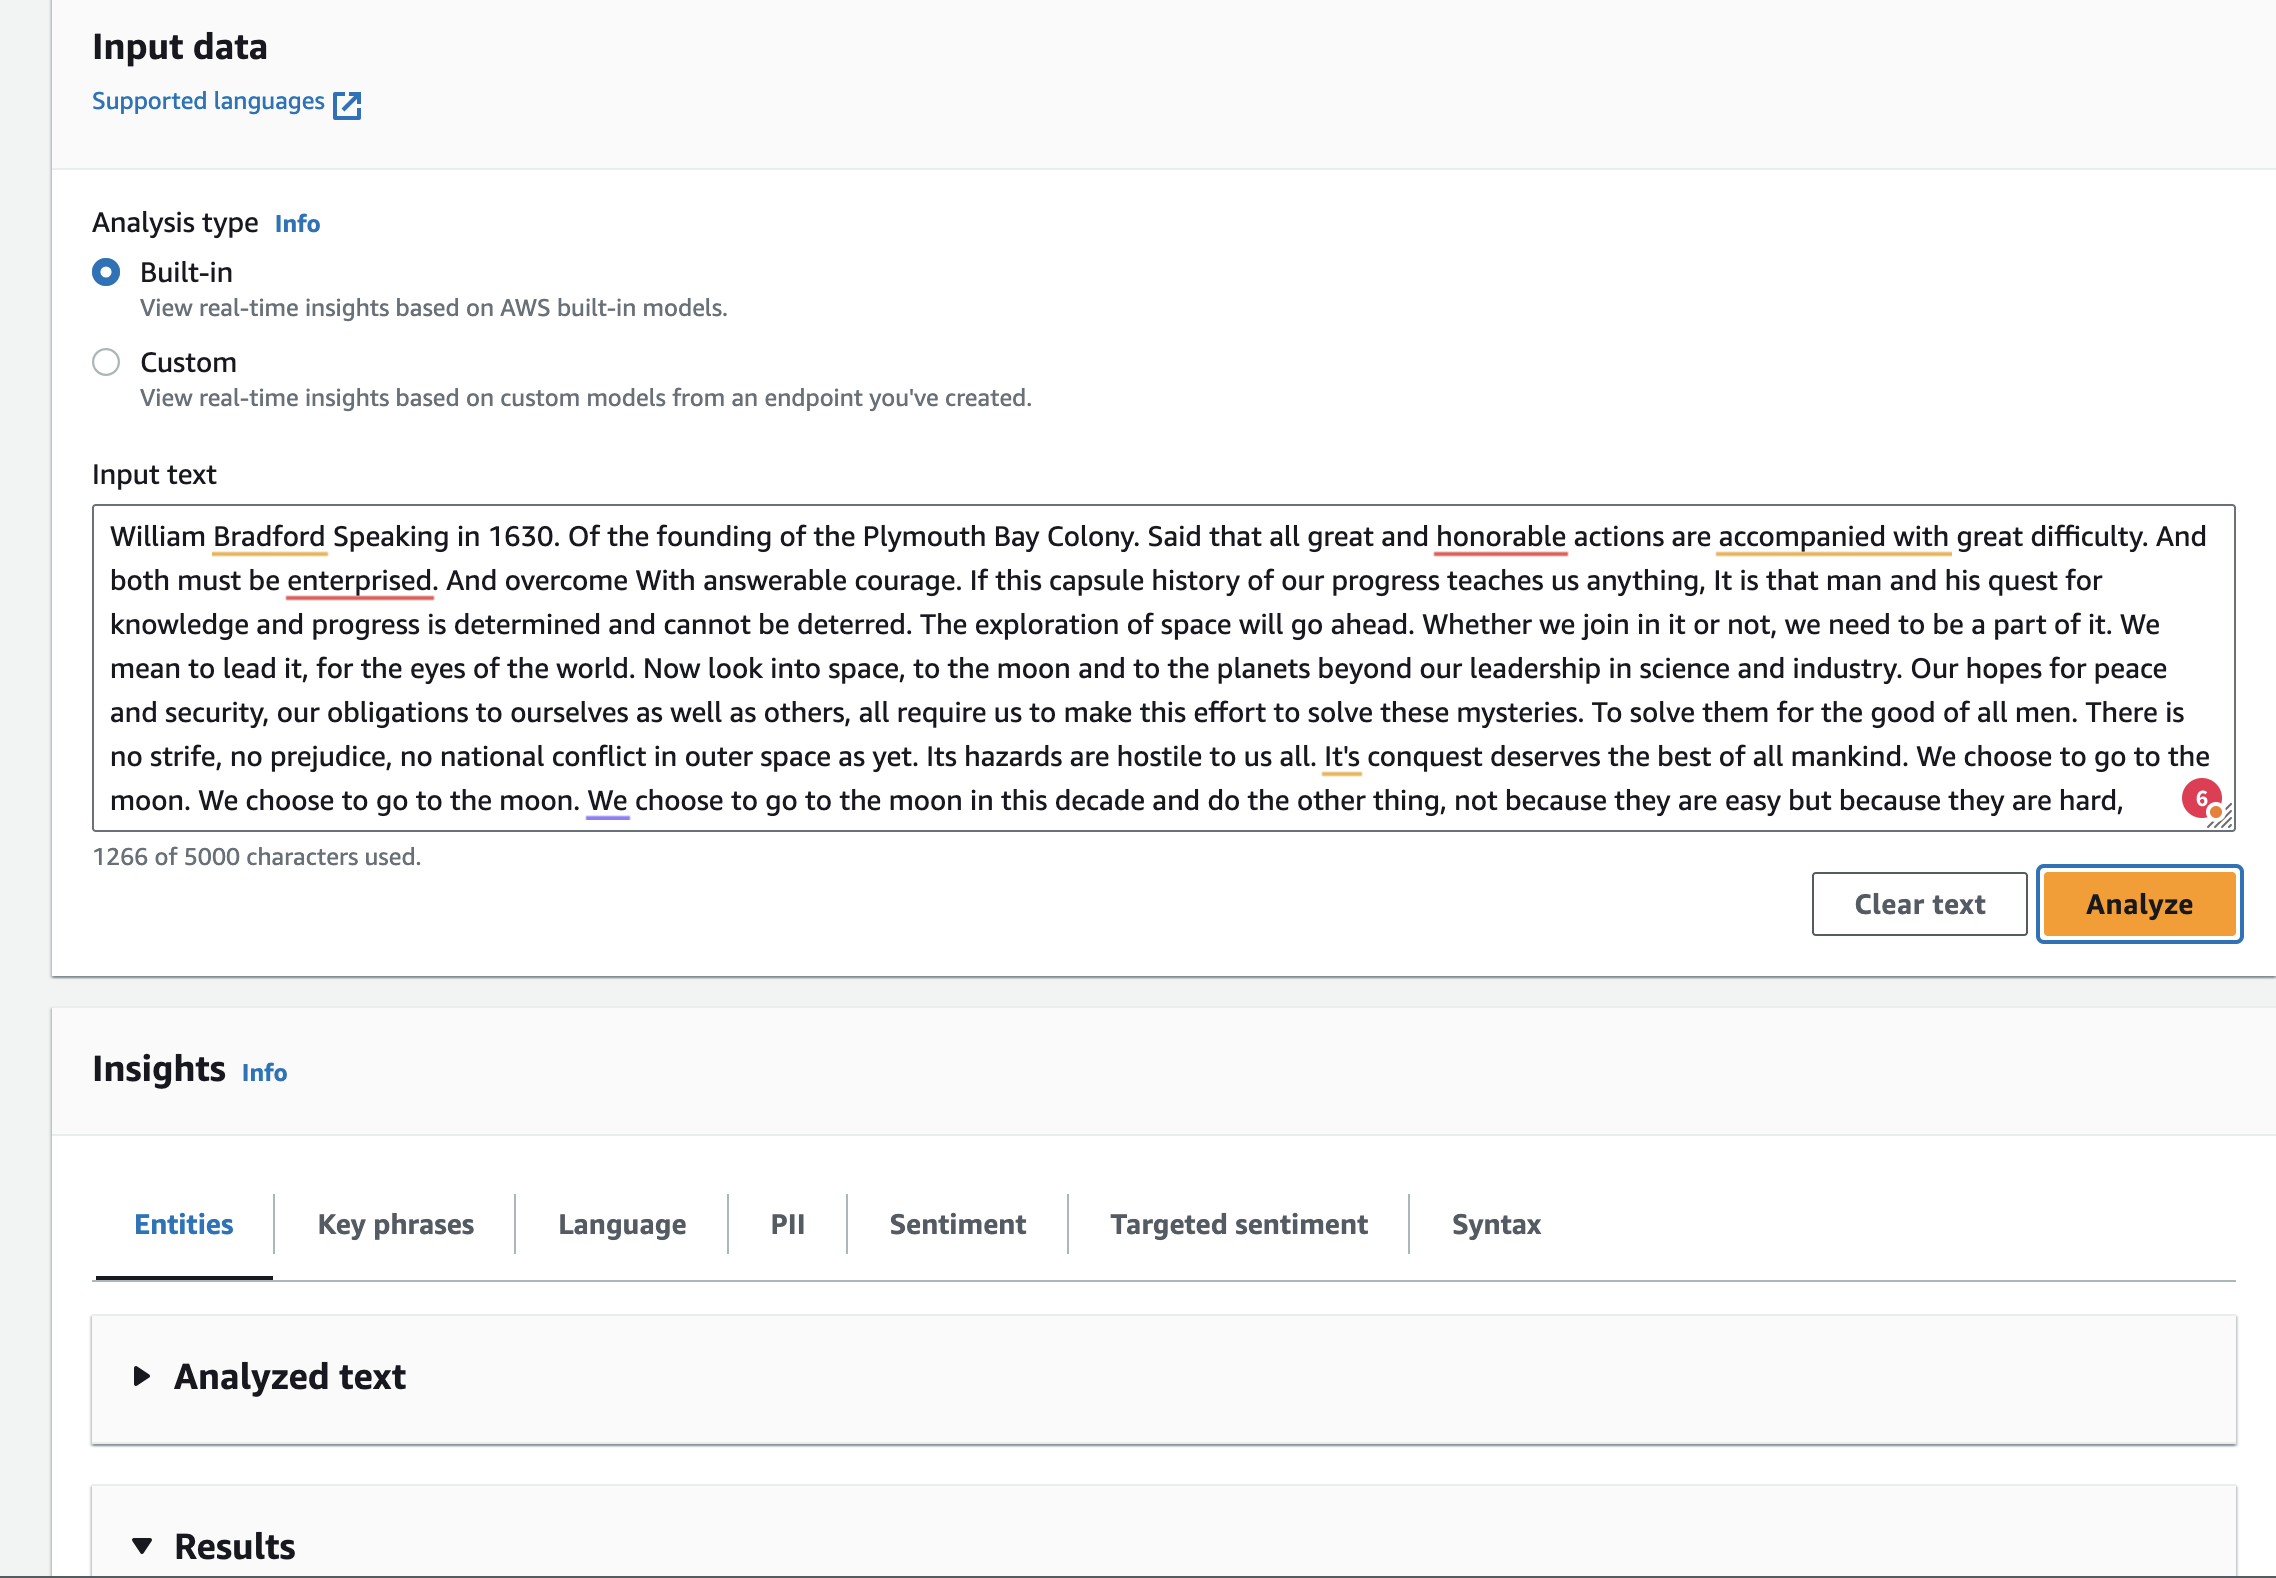 Input data
Supported languages
Analysis type Info
Built-in
View real-time insights based on AWS built-in models.
Custom
View real-time insights based on custom models from an endpoint you've created.
Input text
William Bradford Speaking in 1630. Of the founding of the Plymouth Bay Colony. Said that all great and honorable actions are accompanied with great difficulty. And
both must be enterprised. And overcome With answerable courage. If this capsule history of our progress teaches us anything, It is that man and his quest for
knowledge and progress is determined and cannot be deterred. The exploration of space will go ahead. Whether we join in it or not, we need to be a part of it. We
mean to lead it, for the eyes of the world. Now look into space, to the moon and to the planets beyond our leadership in science and industry. Our hopes for peace
and security, our obligations to ourselves as well as others, all require us to make this effort to solve these mysteries. To solve them for the good of all men. There is
no strife, no prejudice, no national conflict in outer space as yet. Its hazards are hostile to us all. It's conquest deserves the best of all mankind. We choose to go to the
moon. We choose to go to the moon. We choose to go to the moon in this decade and do the other thing, not because they are easy but because they are hard,
6
1266 of 5000 characters used.
Clear text Analyze
Insights Info
Entities Key phrases Language PII Sentiment Targeted sentiment Syntax
Analyzed text
Results